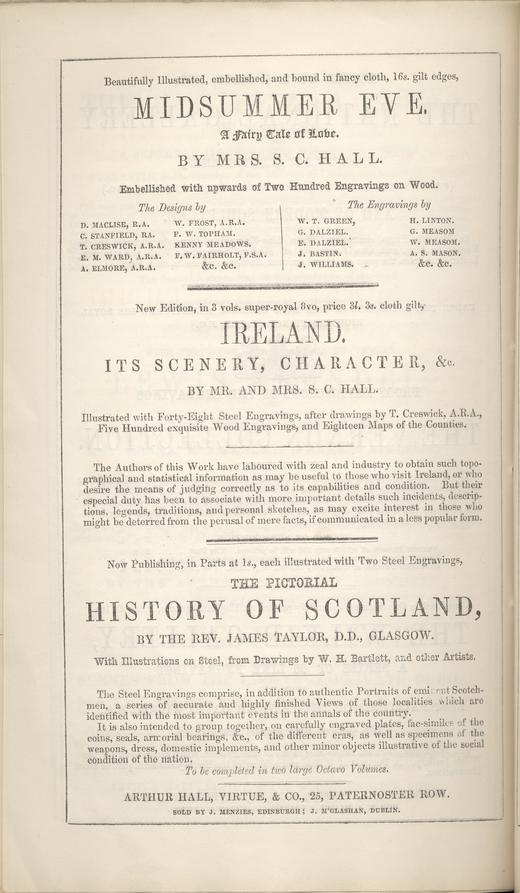 Beautifully Illustrated, embellished, and bound in fancy cloth, 16s. gilt edges,
MIDSUMMER EVE.
A Fairy Tale of Love.
BY MRS. S. C. HALL.
Embellished with upwards of Two Hundred Engravings on Wood.
The Designs by
D. MACLISE, R.A.
C. STANFIELD, RA.
T. CRESWICK, A.R.A.
E. M. WARD, A.R.A.
A. ELMORE, A.R.A.
W. FROST, A.R.A.
F. W. TOPHAM.
KENNY MEADOWS.
F. W. FAIRHOLT, F.S.A.
&c. &c.
The Engravings by
W. T. GREEN,
G. DALZIEL.
E. DALZIEL.
J. BASTIN.
J. WILLIAMS.
H. LINTON.
G. MEASOM
W. MEASOM.
A. S. MASON.
&c. &c.
New Edition, in 3 vols. super-royal 8vo, price 3l. 3s. cloth gilt,
IRELAND.
ITS SCENERY, CHARACTER, &c.
BY MR. AND MRS. S. C. HALL.
Illustrated with Forty-Eight Steel Engravings, after drawings by T. Creswick, A.R.A.,
Five Hundred exquisite Wood Engravings, and Eighteen Maps of the Counties.
The Authors of this Work have laboured with zeal and industry to obtain such topo-
graphical and statistical information as may be useful to those who visit Ireland, or who
desire the means of judging correctly as to its capabilities and condition. But their
especial duty has been to associate with more important details such incidents, descrip-
tions, legends, traditions, and personal sketches, as may excite interest in those who
might be deterred from the perusal of mere facts, if communicated in a less popular form.
Now Publishing, in Parts at 1s., each illustrated with Two Steel Engravings,
THE PICTORIAL
HISTORY OF SCOTLAND,
BY THE REV. JAMES TAYLOR, D.D., GLASGOW.
With Illustrations on Steel, from Drawings by W. H. Bartlett, and other Artists.
The Steel Engravings comprise, in addition to authentic Portraits of eminent Scotch-
men, a series of accurate and highly finished Views of those localities which are
identified with the most important events in the annals of the country.
It is also intended to group together, on carefully engraved plates, fac-similes of the
coins, seals, armorial bearings, &c., of the different eras, as well as specimens of the
weapons, dress, domestic implements, and other minor objects illustrative of the social
condition of the nation.
To be completed in two large Octavo Volumes.
ARTHUR HALL, VIRTUE, & CO., 25, PATERNOSTER ROW.
SOLD BY J. MENZIES, EDINBURGH; J. M'GLASHAN, DUBLIN.